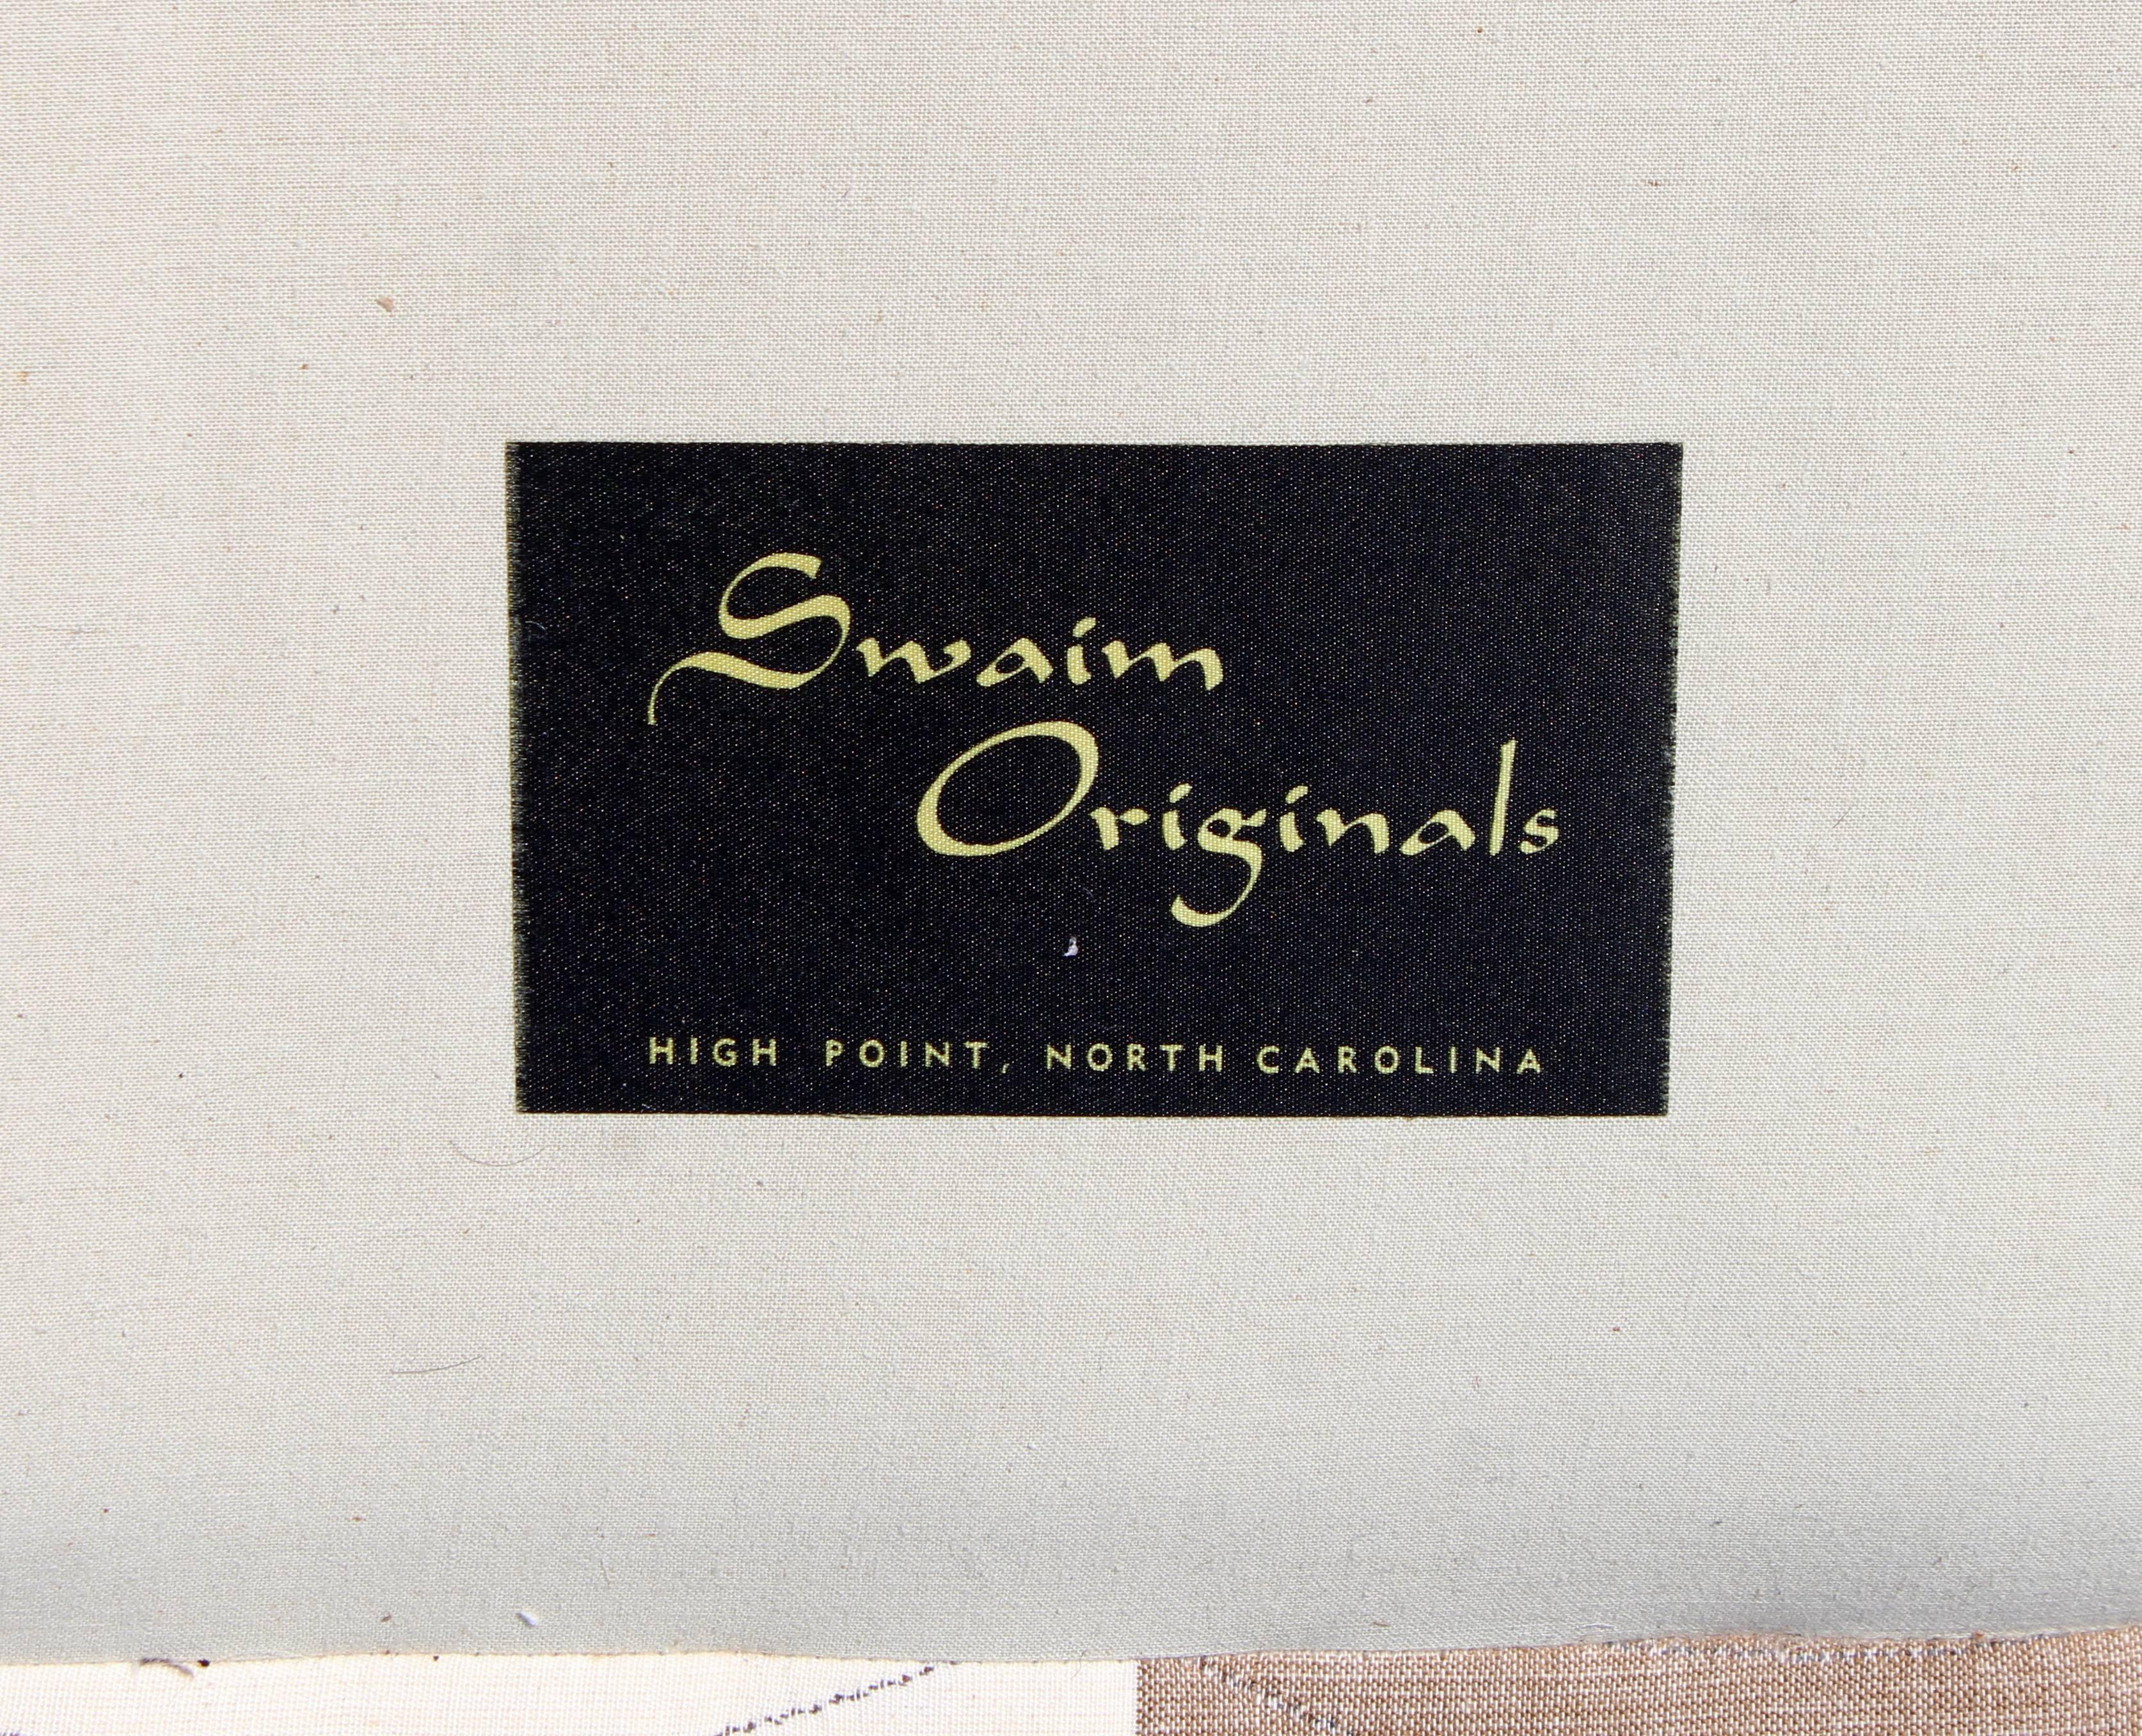 Swaim
Originals
HIGH POINT, NORTH CAROLINA